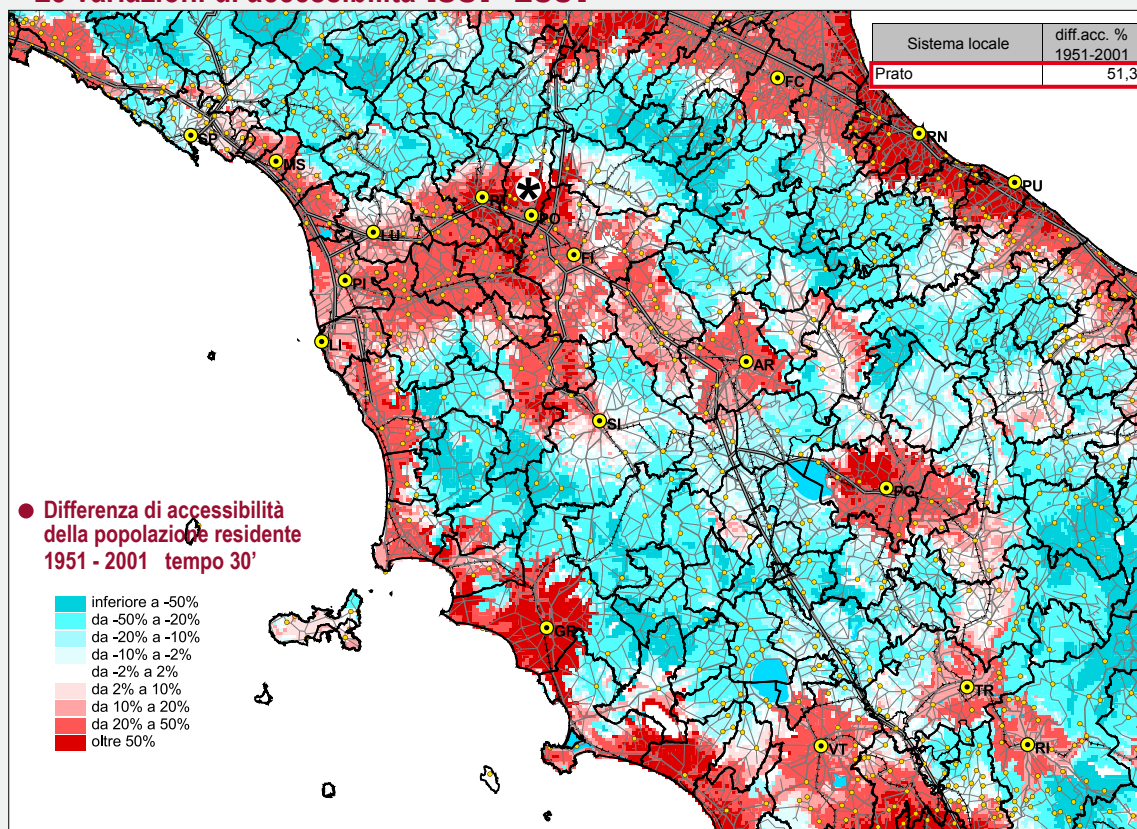 Sistema locale
diff.acc. %
1951-2001
Prato
51,3
FC
RN
PU
MS
PO
LU
FI
PI
LI
AR
SI
PG
GR
TR
VT
RI
Differenza di accessibilità
della popolazione residente
1951 - 2001 tempo 30'
inferiore a -50%
da -50% a -20%
da -20% a -10%
da -10% a -2%
da -2% a 2%
da 2% a 10%
da 10% a 20%
da 20% a 50%
oltre 50%